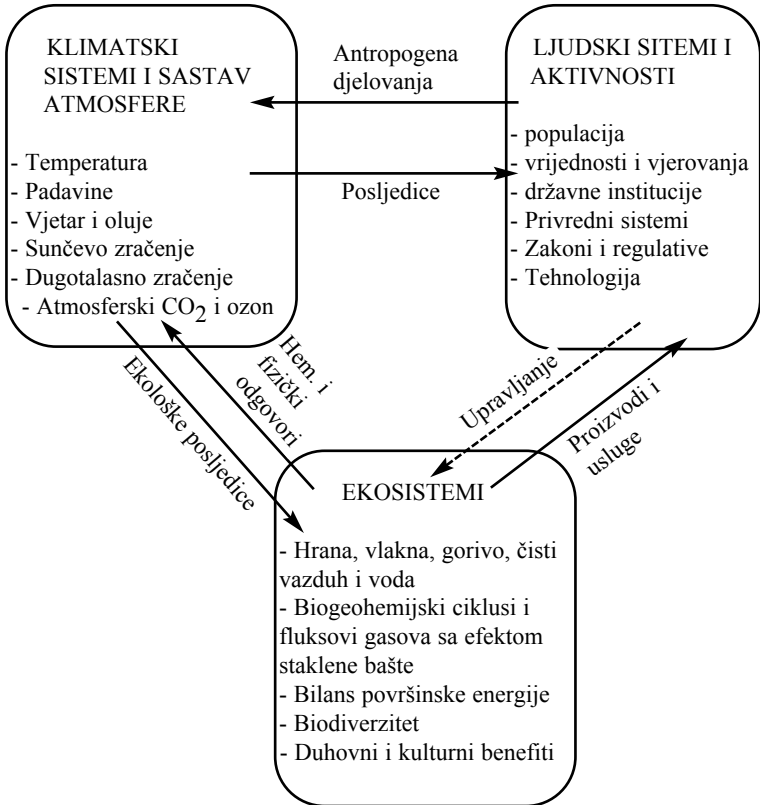 KLIMATSKI
SISTEMI I SASTAV
ATMOSFERE
- Temperatura
- Padavine
- Vjetar i oluje
- Sunčevo zračenje
- Dugotalasno zračenje
- Atmosferski CO₂ i ozon
Antropogena
djelovanja
Posljedice
LJUDSKI SITEMI I
AKTIVNOSTI
- populacija
- vrijednosti i vjerovanja
- državne institucije
- Privredni sistemi
- Zakoni i regulative
- Tehnologija
Ekološke posljedice
Hem. i
fizički
odgovori
Upravljanje
Proizvodi i
usluge
EKOSISTEMI
- Hrana, vlakna, gorivo, čisti
vazduh i voda
- Biogeohemijski ciklusi i
fluksovi gasova sa efektom
staklene bašte
- Bilans površinske energije
- Biodiverzitet
- Duhovni i kulturni benefiti